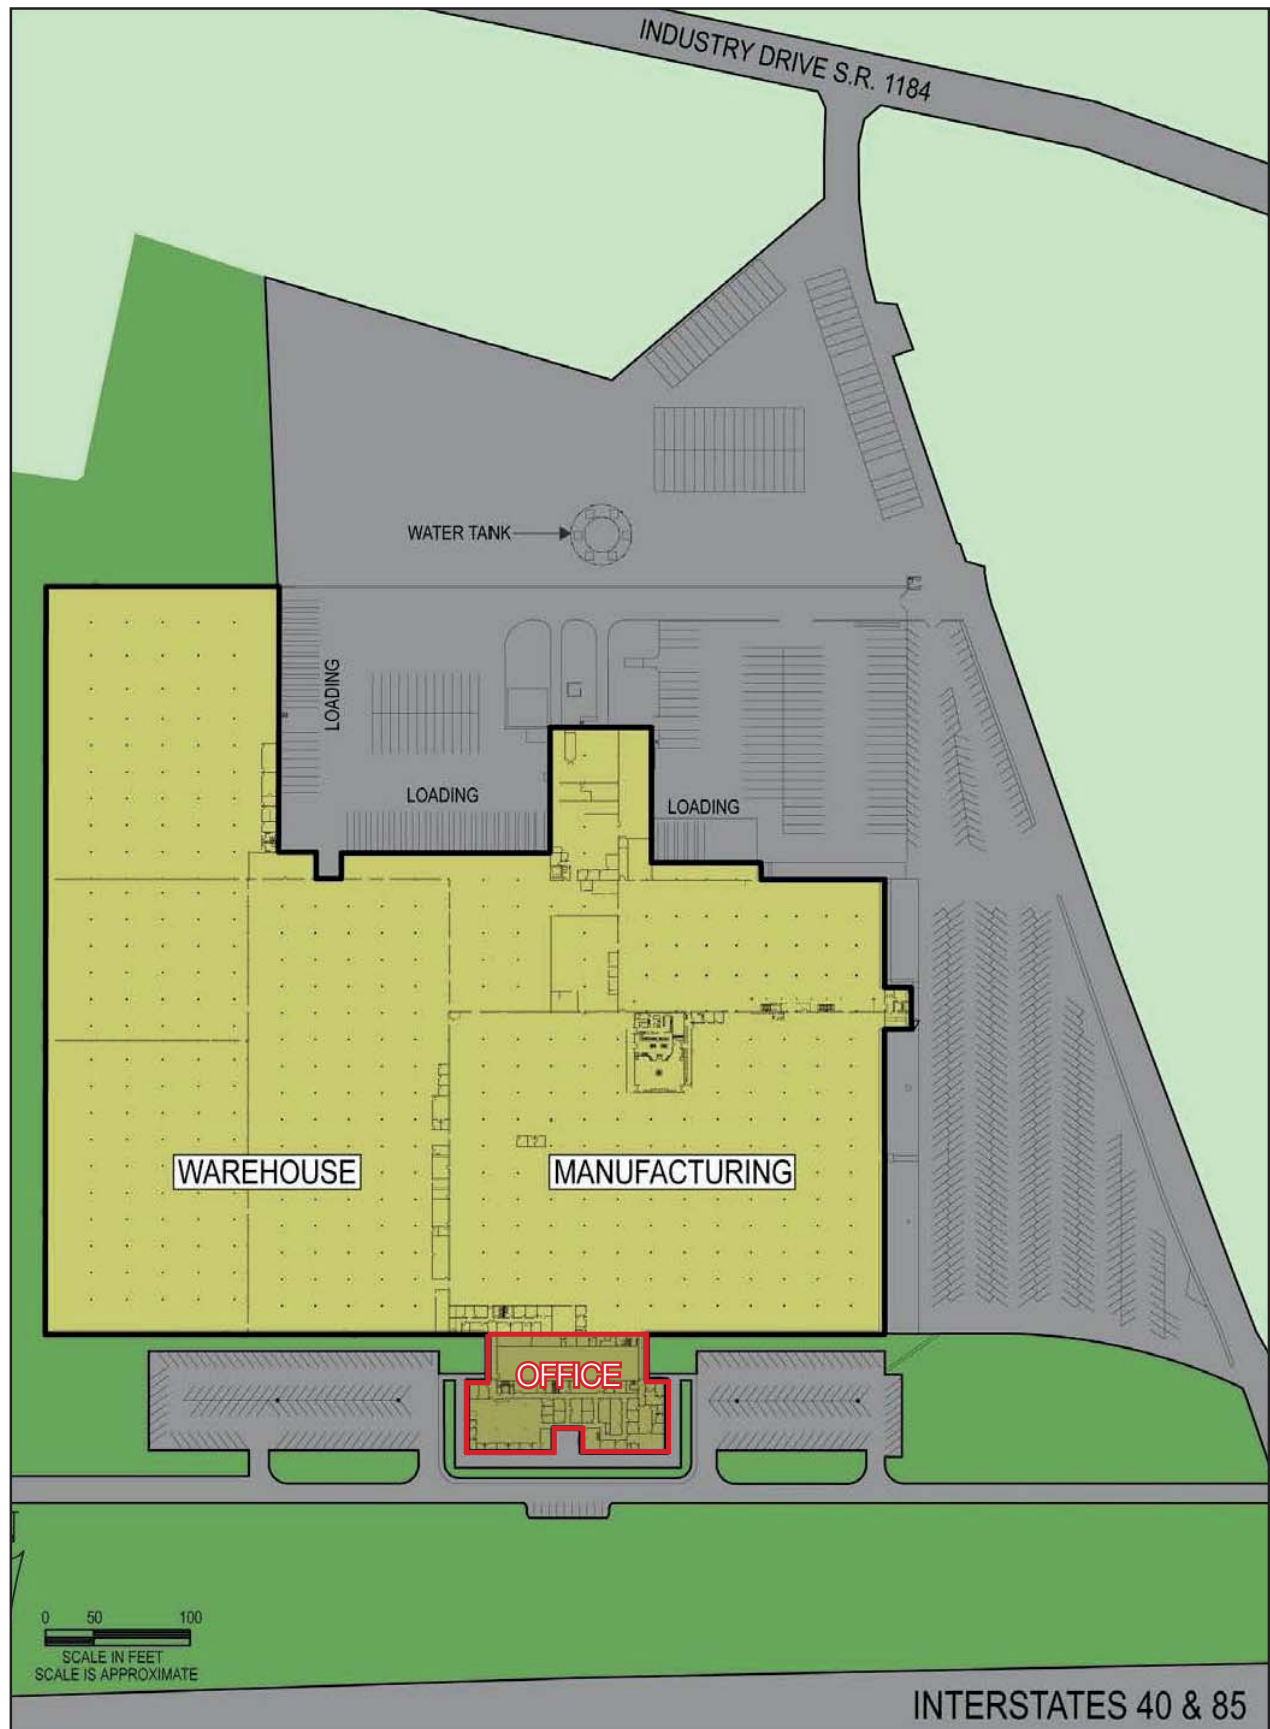 INDUSTRY DRIVE S.R. 1184
WATER TANK
LOADING
LOADING
LOADING
WAREHOUSE
MANUFACTURING
OFFICE
0 50 100
SCALE IN FEET
SCALE IS APPROXIMATE
INTERSTATES 40 & 85